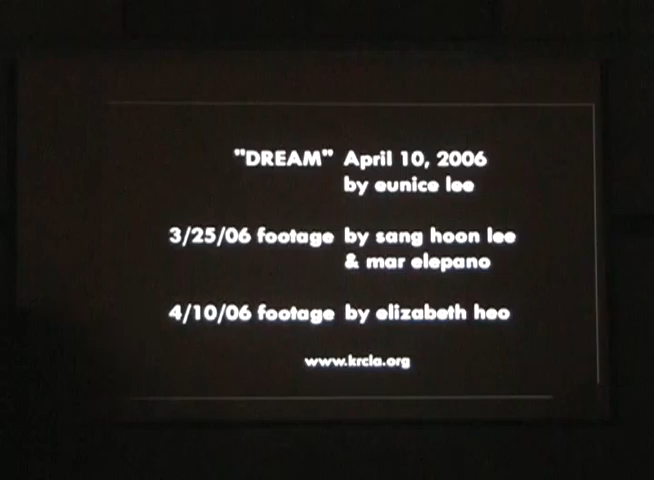 "DREAM" April 10, 2006
by eunice lee
3/25/06 footage by sang hoon lee
& mar elepano
4/10/06 footage by elizabeth heo
www.krcla.org